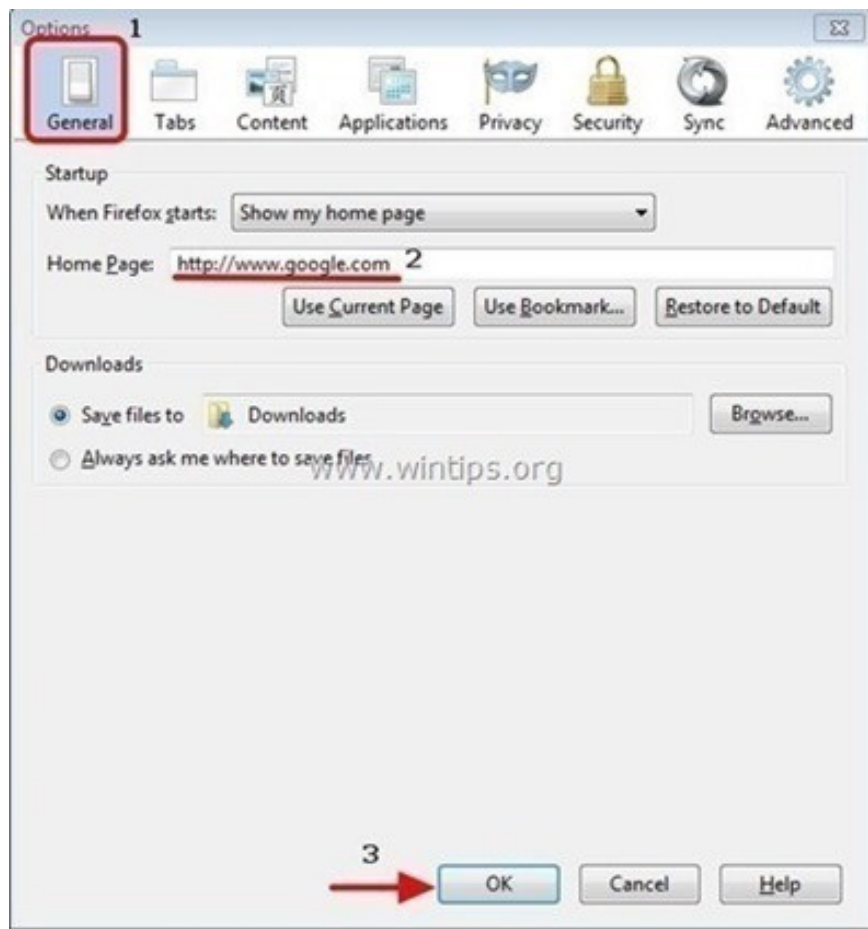 Options 1
General Tabs Content Applications Privacy Security Sync Advanced
Startup
When Firefox starts: Show my home page
Home Page: http://www.google.com 2
Use Current Page Use Bookmark... Restore to Default
Downloads
Save files to Downloads Browse...
Always ask me where to save files
www.wintips.org
3
OK Cancel Help